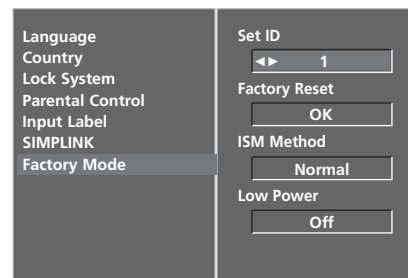 Language
Country
Lock System
Parental Control
Input Label
SIMPLINK
Factory Mode
Set ID
◄► 1
Factory Reset
OK
ISM Method
Normal
Low Power
Off